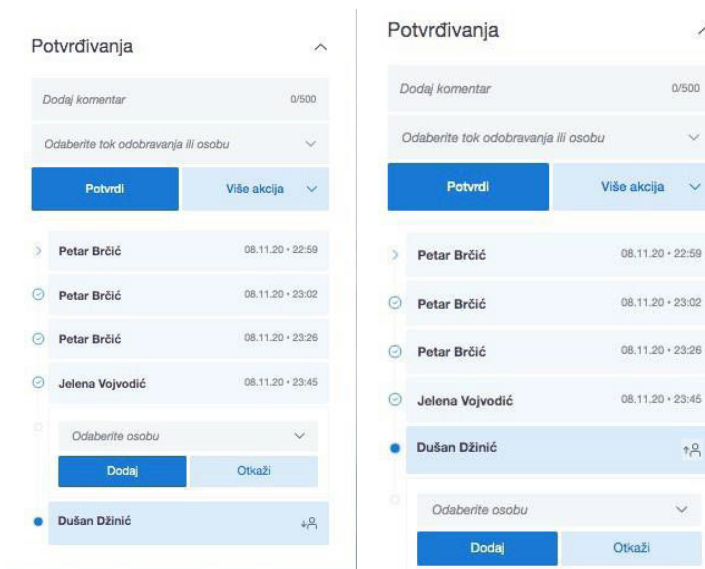 Potvrđivanja
Dodaj komentar 0/500
Odaberite tok odobravanja ili osobu
Potvrdi Više akcija
Petar Brčić 08.11.20 • 22:59
Petar Brčić 08.11.20 • 23:02
Petar Brčić 08.11.20 • 23:26
Jelena Vojvodić 08.11.20 • 23:45
Odaberite osobu
Dodaj Otkaži
Dušan Džinić
Potvrđivanja
Dodaj komentar 0/500
Odaberite tok odobravanja ili osobu
Potvrdi Više akcija
Petar Brčić 08.11.20 • 22:59
Petar Brčić 08.11.20 • 23:02
Petar Brčić 08.11.20 • 23:26
Jelena Vojvodić 08.11.20 • 23:45
Dušan Džinić
Odaberite osobu
Dodaj Otkaži